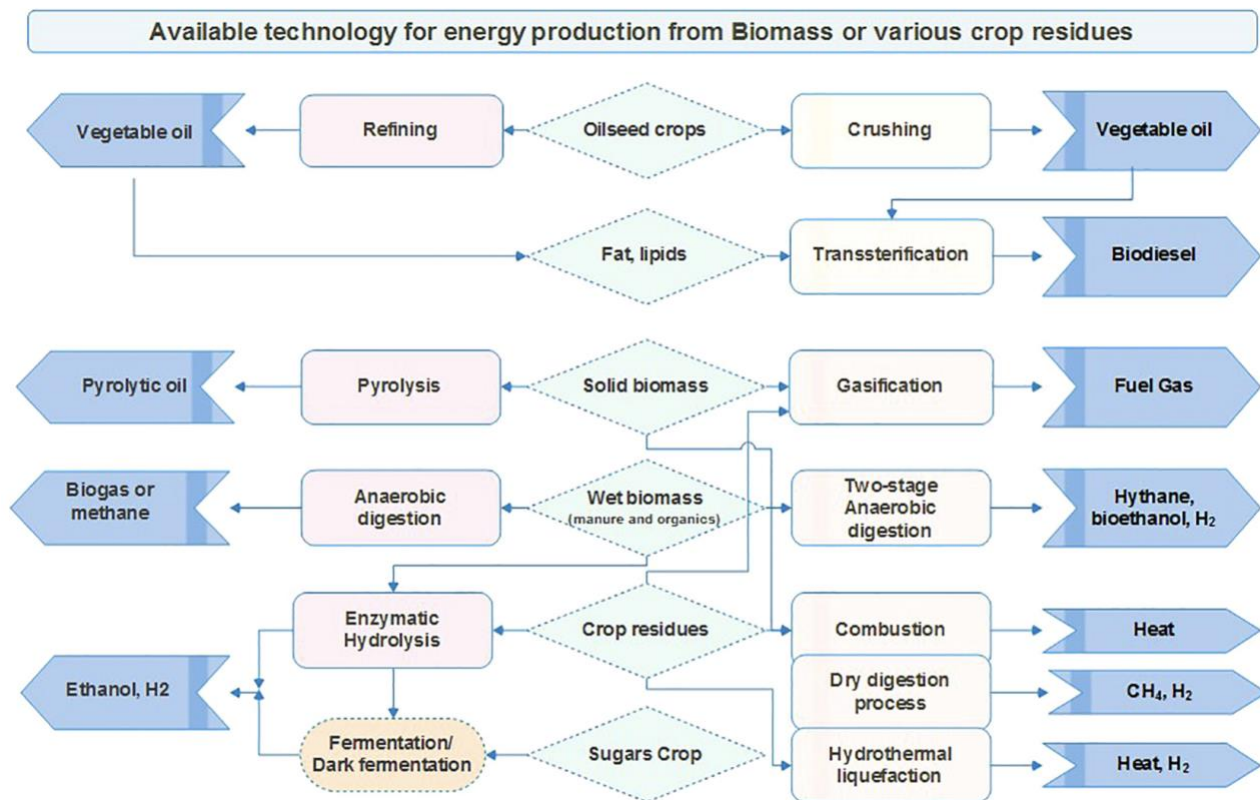 Available technology for energy production from Biomass or various crop residues
Vegetable oil
Refining
Oilseed crops
Crushing
Vegetable oil
Fat, lipids
Transsterification
Biodiesel
Pyrolytic oil
Pyrolysis
Solid biomass
Gasification
Fuel Gas
Biogas or
methane
Anaerobic
digestion
Wet biomass
(manure and organics)
Two-stage
Anaerobic
digestion
Hythane,
bioethanol, H₂
Enzymatic
Hydrolysis
Crop residues
Combustion
Heat
Ethanol, H2
Dry digestion
process
CH₄, H₂
Fermentation/
Dark fermentation
Sugars Crop
Hydrothermal
liquefaction
Heat, H₂